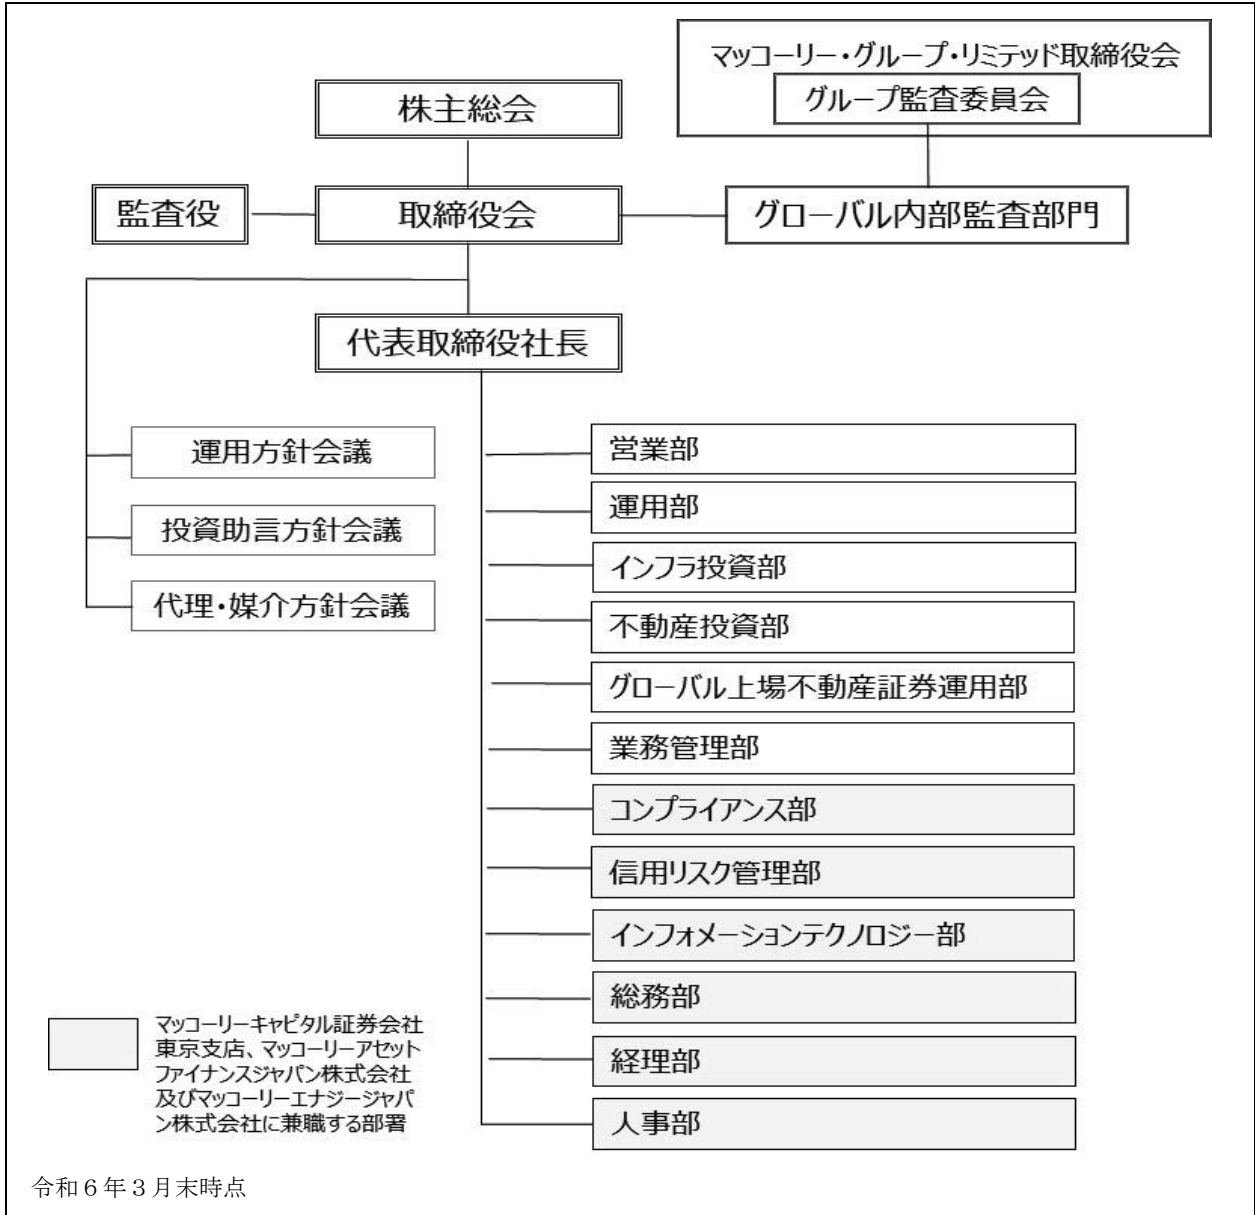 マッコーリー・グループ・リミテッド取締役会
グループ監査委員会
株主総会
監査役
取締役会
グローバル内部監査部門
代表取締役社長
運用方針会議
投資助言方針会議
代理・媒介方針会議
営業部
運用部
インフラ投資部
不動産投資部
グローバル上場不動産証券運用部
業務管理部
コンプライアンス部
信用リスク管理部
インフォメーションテクノロジー部
総務部
経理部
人事部
マッコーリーキャピタル証券会社
東京支店、マッコーリーアセット
ファイナンスジャパン株式会社
及びマッコーリーエナジージャパ
ン株式会社に兼職する部署
令和６年３月末時点